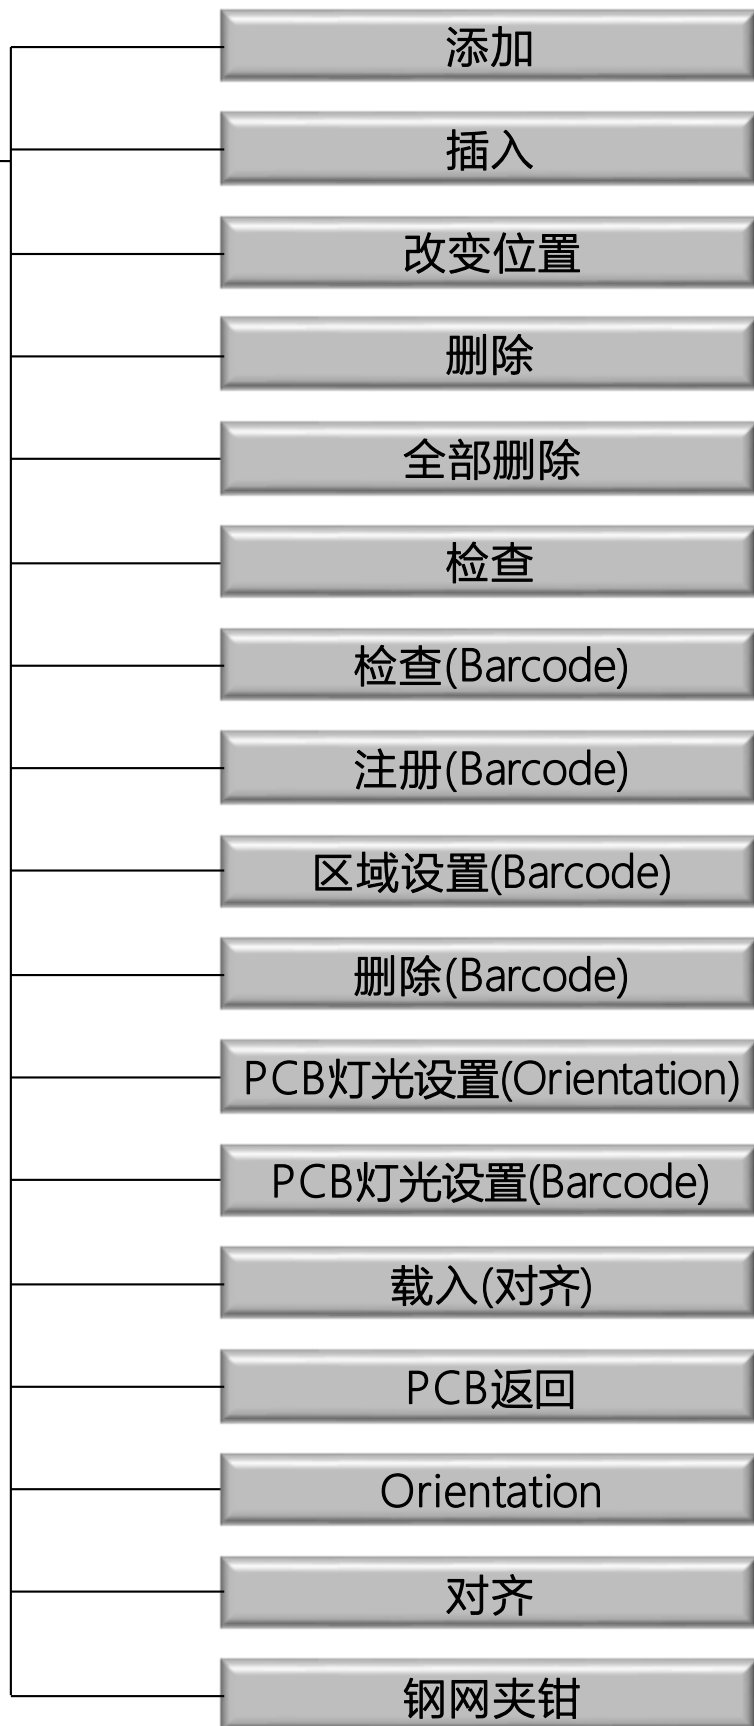 添加
插入
改变位置
删除
全部删除
检查
检查(Barcode)
注册(Barcode)
区域设置(Barcode)
删除(Barcode)
PCB灯光设置(Orientation)
PCB灯光设置(Barcode)
载入(对齐)
PCB返回
Orientation
对齐
钢网夹钳